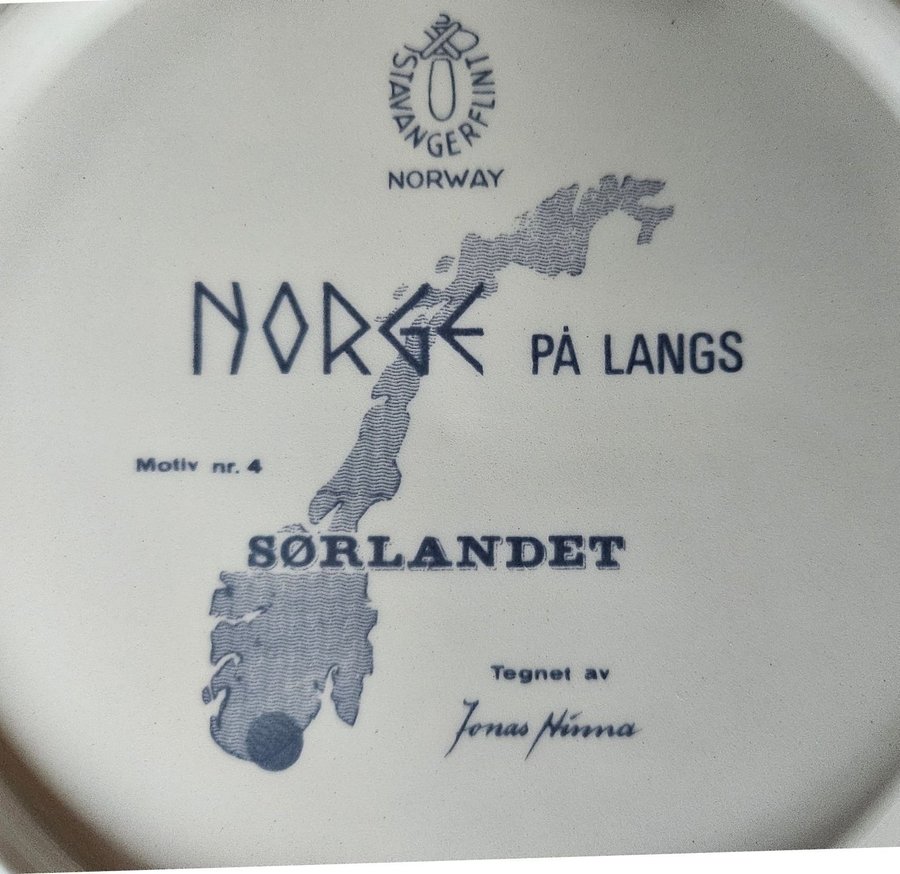 STAVANGERFLINT
NORWAY
NORGE PÅ LANGS
Motiv nr. 4
SØRLANDET
Tegnet av
Jonas Hinna